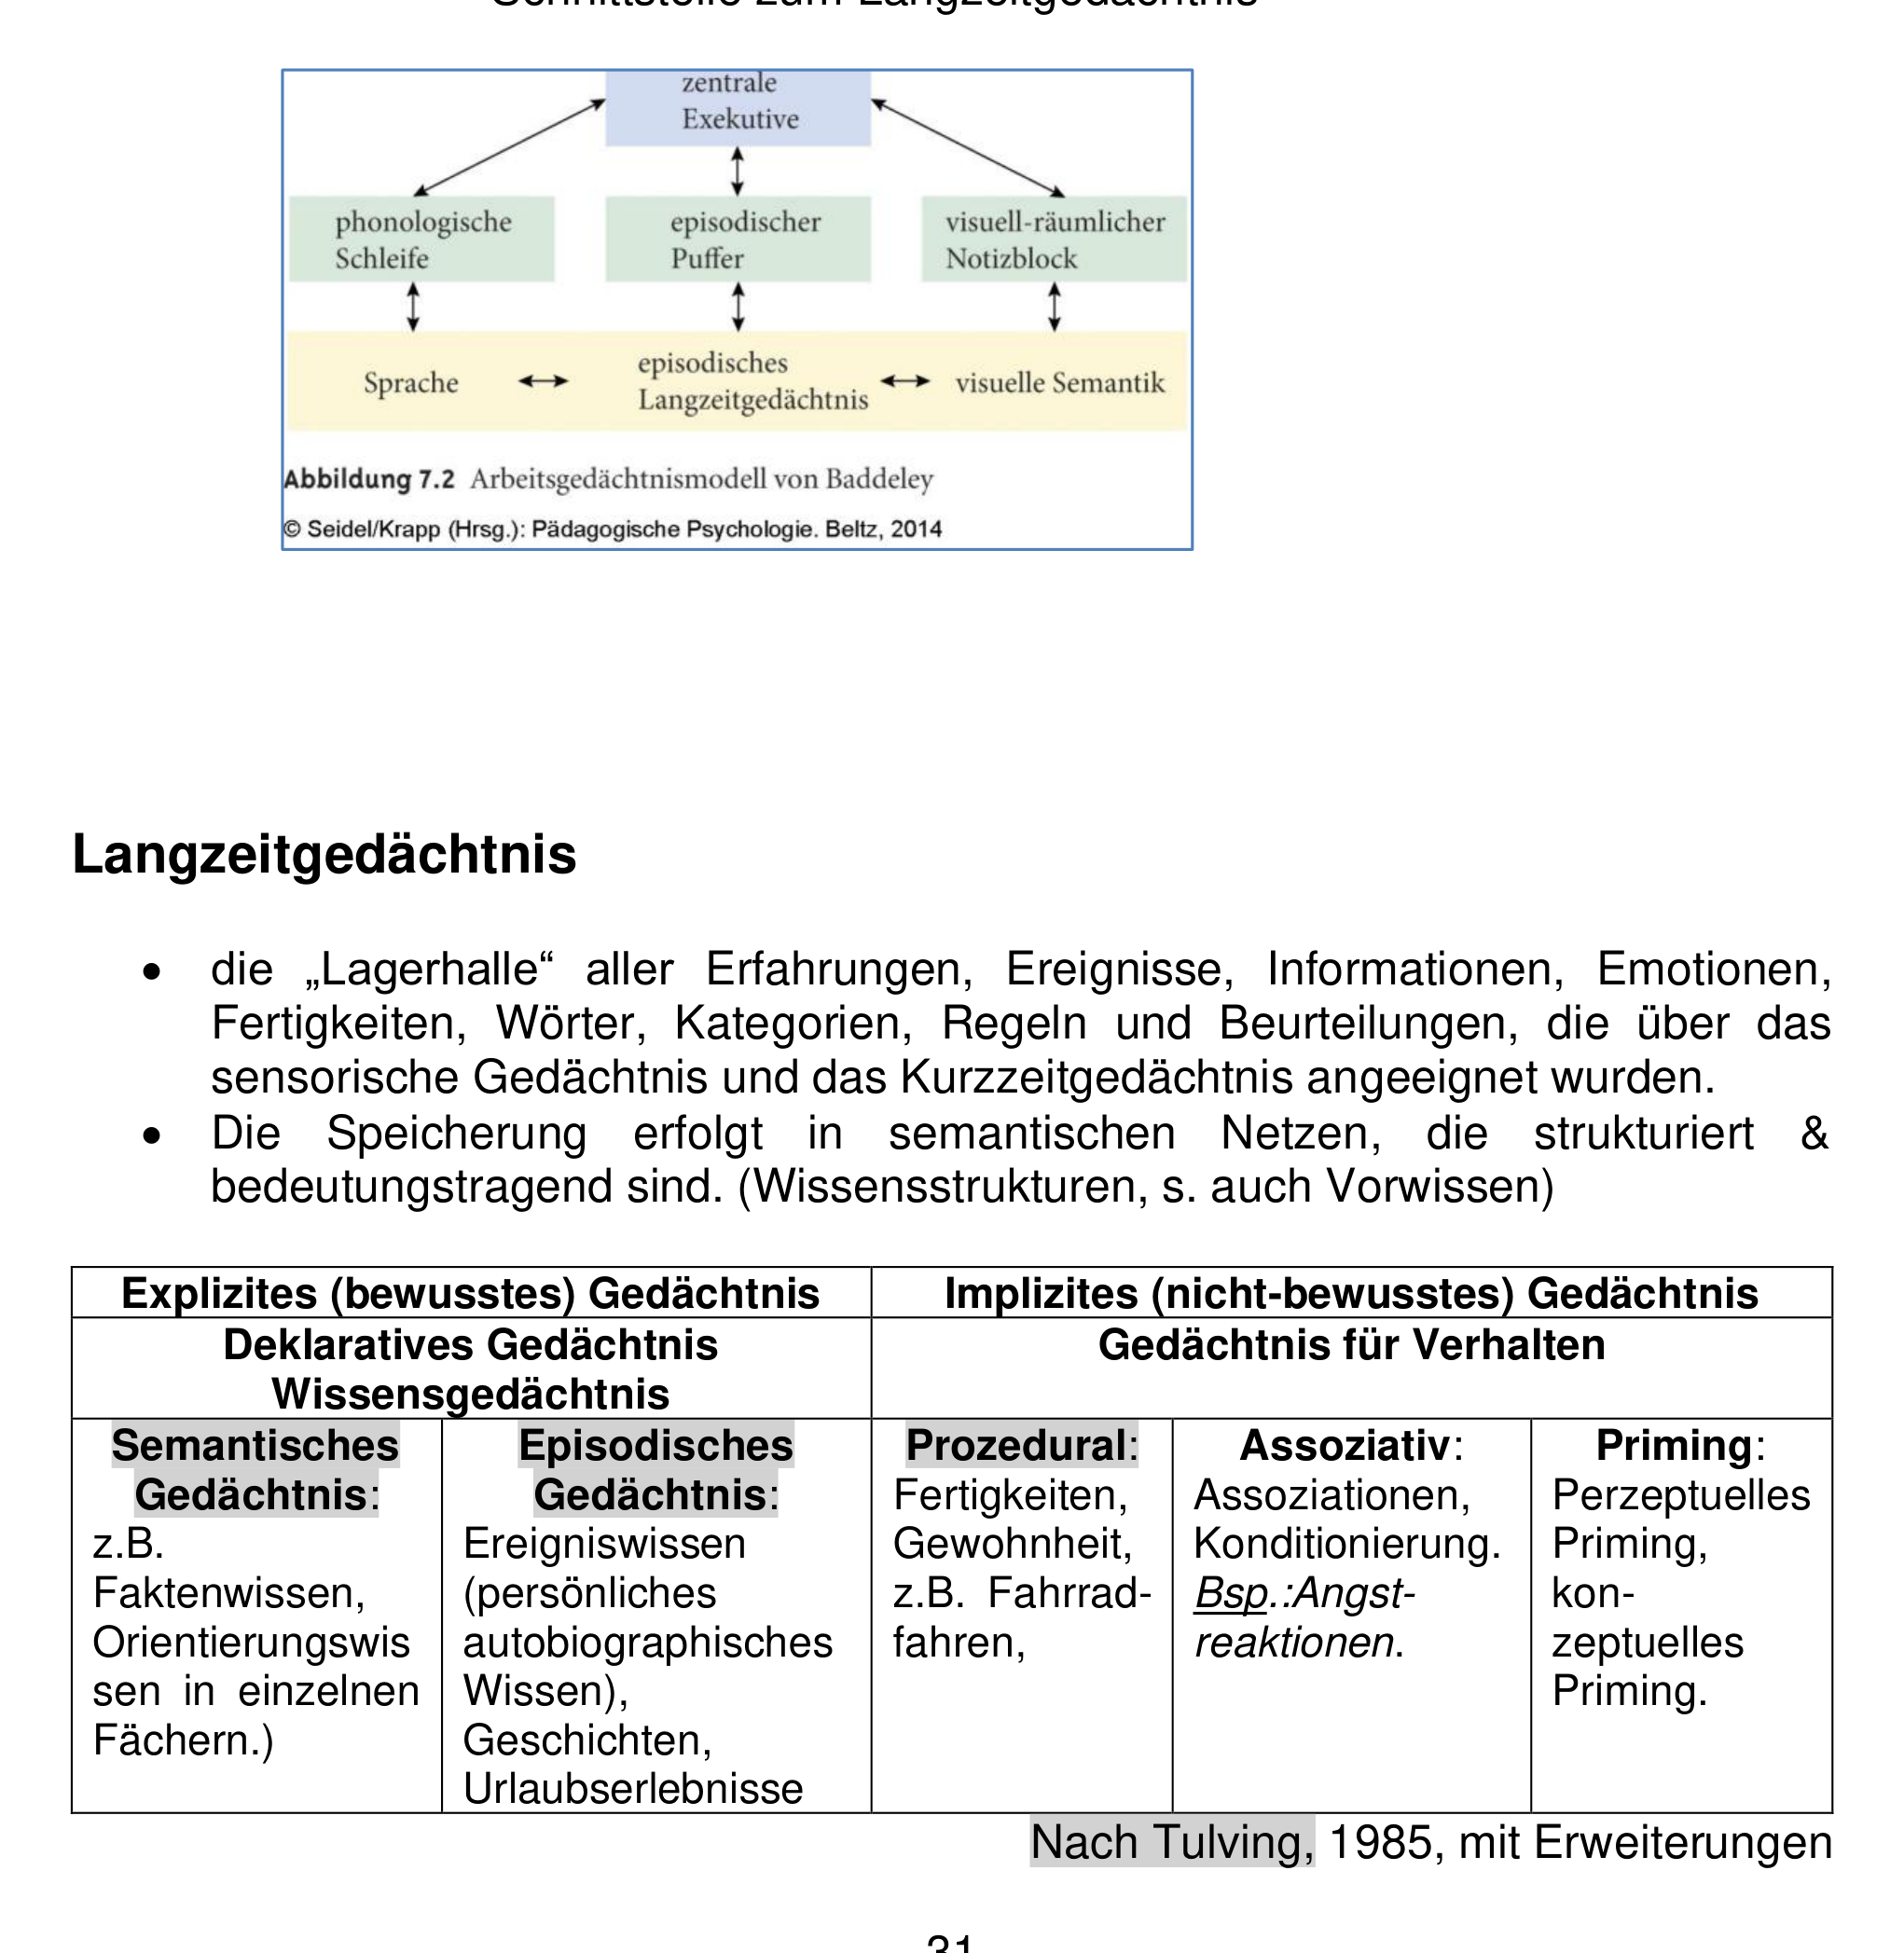 Schnittstelle zum Langzeitgedächtnis
zentrale
Exekutive
phonologische
Schleife
episodischer
Puffer
visuell-räumlicher
Notizblock
Sprache
episodisches
Langzeitgedächtnis
visuelle Semantik
Abbildung 7.2 Arbeitsgedächtnismodell von Baddeley
© Seidel/Krapp (Hrsg.): Pädagogische Psychologie. Beltz, 2014
Langzeitgedächtnis
• die „Lagerhalle“ aller Erfahrungen, Ereignisse, Informationen, Emotionen,
Fertigkeiten, Wörter, Kategorien, Regeln und Beurteilungen, die über das
sensorische Gedächtnis und das Kurzzeitgedächtnis angeeignet wurden.
• Die Speicherung erfolgt in semantischen Netzen, die strukturiert &
bedeutungstragend sind. (Wissensstrukturen, s. auch Vorwissen)
Explizites (bewusstes) Gedächtnis
Implizites (nicht-bewusstes) Gedächtnis
Deklaratives Gedächtnis
Wissensgedächtnis
Gedächtnis für Verhalten
Semantisches
Gedächtnis:
z.B.
Faktenwissen,
Orientierungswis
sen in einzelnen
Fächern.)
Episodisches
Gedächtnis:
Ereigniswissen
(persönliches
autobiographisches
Wissen),
Geschichten,
Urlaubserlebnisse
Prozedural:
Fertigkeiten,
Gewohnheit,
z.B. Fahrrad-
fahren,
Assoziativ:
Assoziationen,
Konditionierung.
Bsp.:Angst-
reaktionen.
Priming:
Perzeptuelles
Priming,
kon-
zeptuelles
Priming.
Nach Tulving, 1985, mit Erweiterungen
31